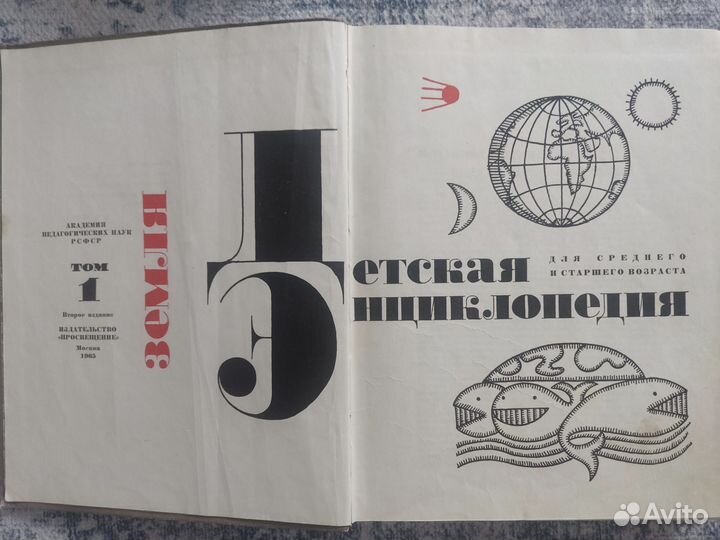 АКАДЕМИЯ
ПЕДАГОГИЧЕСКИХ НАУК
РСФСР
ТОМ
1
Второе издание
ИЗДАТЕЛЬСТВО
«ПРОСВЕЩЕНИЕ»
Москва
1965
ЗЕМЛЯ
Детская
Энциклопедия
ДЛЯ СРЕДНЕГО
И СТАРШЕГО ВОЗРАСТА
Avito